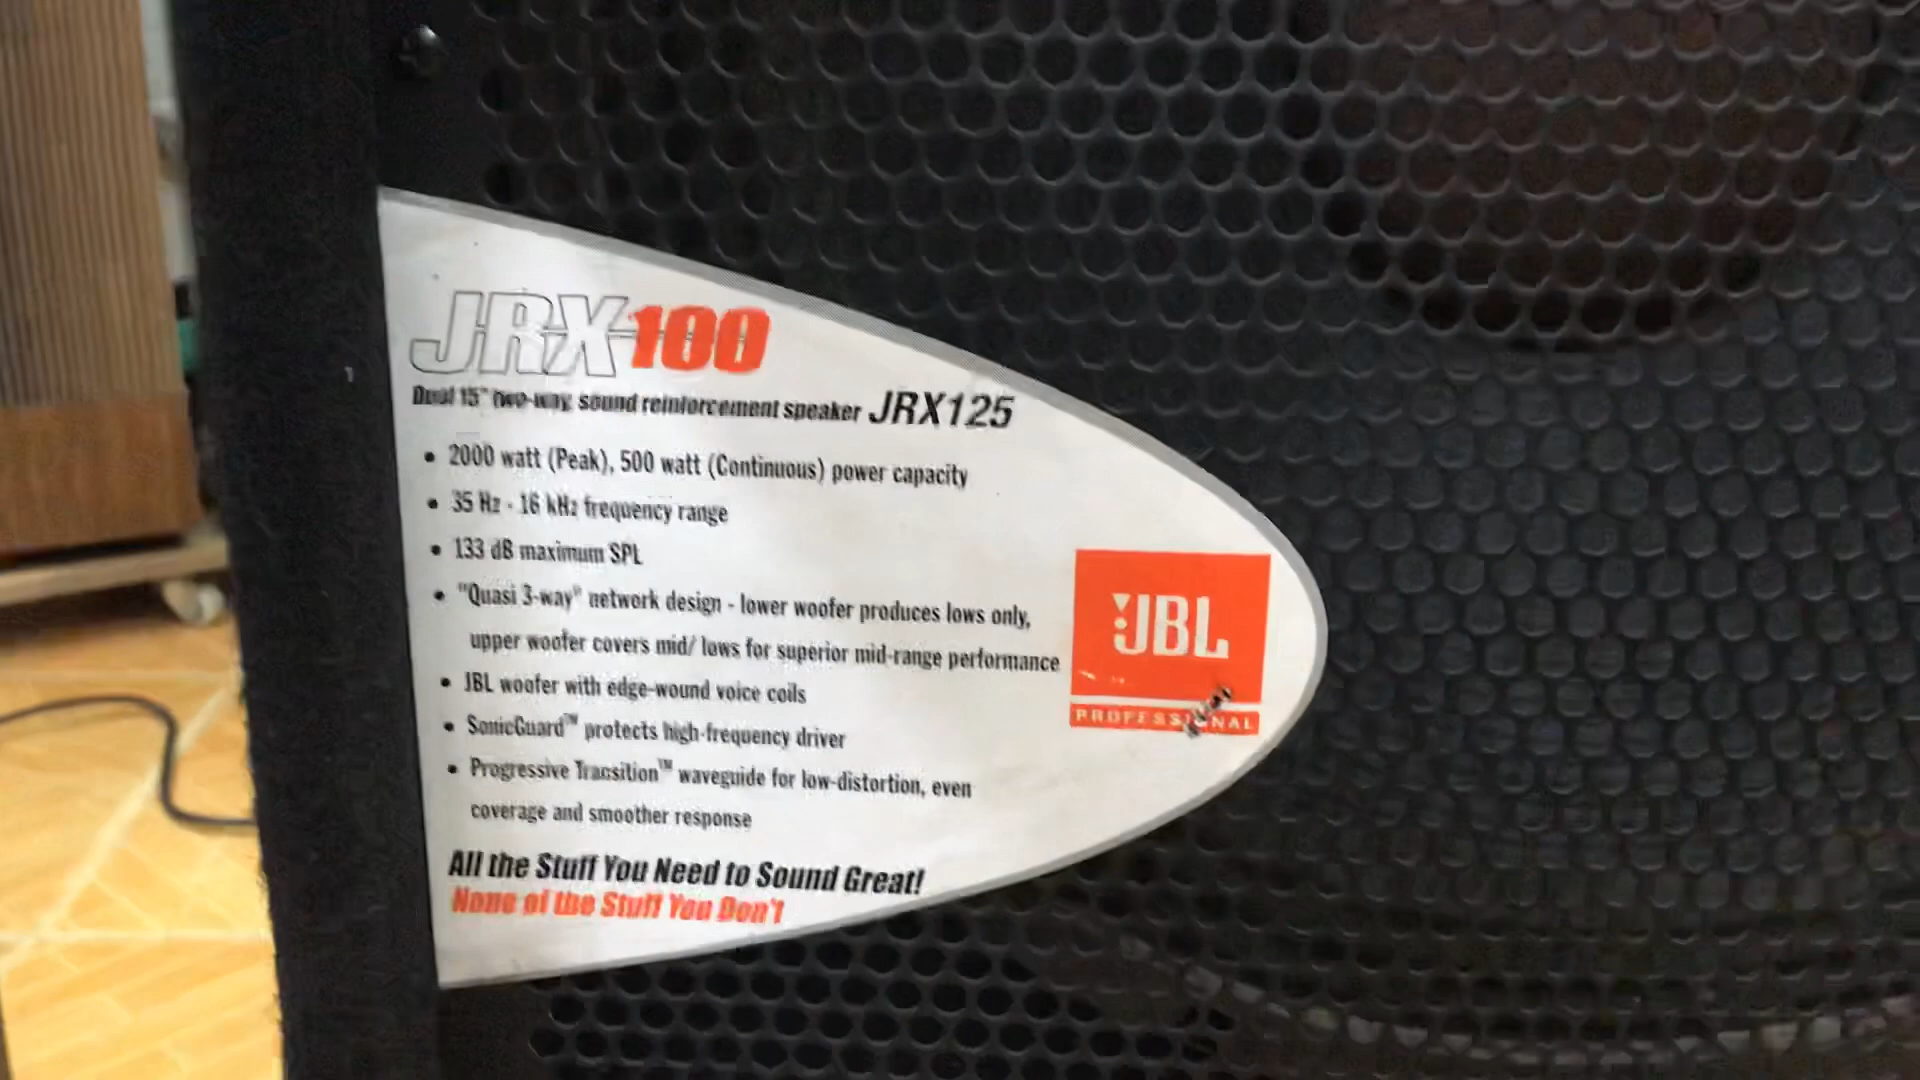 JRX100
Dual 15" two-way sound reinforcement speaker JRX125
• 2000 watt (Peak), 500 watt (Continuous) power capacity
• 35 Hz - 16 kHz frequency range
• 133 dB maximum SPL
• "Quasi 3-way" network design - lower woofer produces lows only,
upper woofer covers mid/ lows for superior mid-range performance
• JBL woofer with edge-wound voice coils
• SonicGuard™ protects high-frequency driver
• Progressive Transition™ waveguide for low-distortion, even
coverage and smoother response
All the Stuff You Need to Sound Great!
None of the Stuff You Don't
JBL
PROFESSIONAL